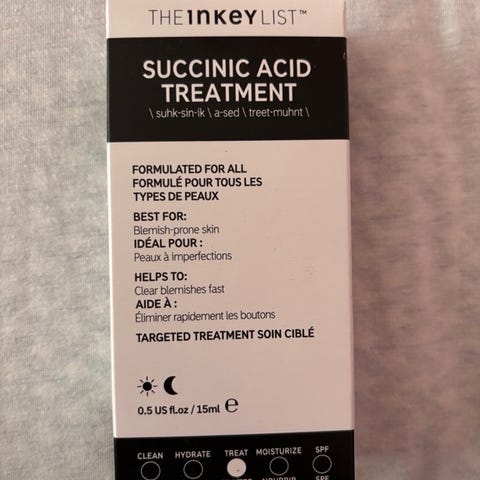 THE INKEY LIST™
SUCCINIC ACID
TREATMENT
\ suhk-sin-ik \ a-sed \ treet-muhnt \
FORMULATED FOR ALL
FORMULÉ POUR TOUS LES
TYPES DE PEAUX
BEST FOR:
Blemish-prone skin
IDÉAL POUR :
Peaux à imperfections
HELPS TO:
Clear blemishes fast
AIDE À :
Éliminer rapidement les boutons
TARGETED TREATMENT SOIN CIBLÉ
0.5 US fl.oz / 15ml e
CLEAN HYDRATE TREAT MOISTURIZE SPF